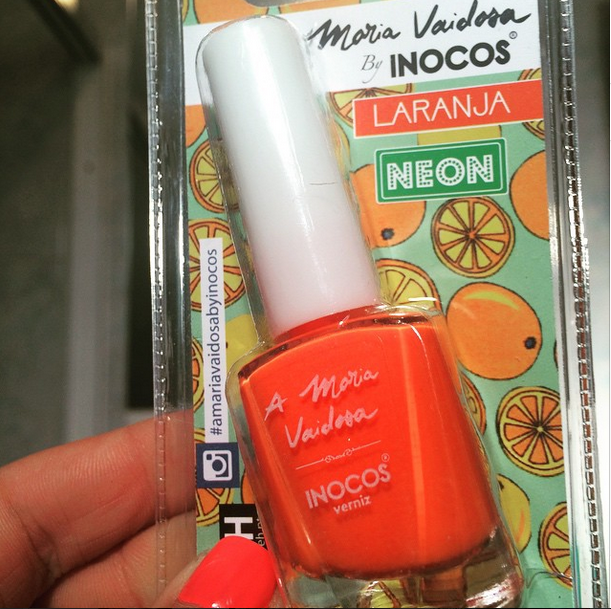 Maria Vaidosa
By INOCOS®
LARANJA
NEON
#amariavaidosabyinocos
A Maria
Vaidosa
INOCOS®
verniz
H